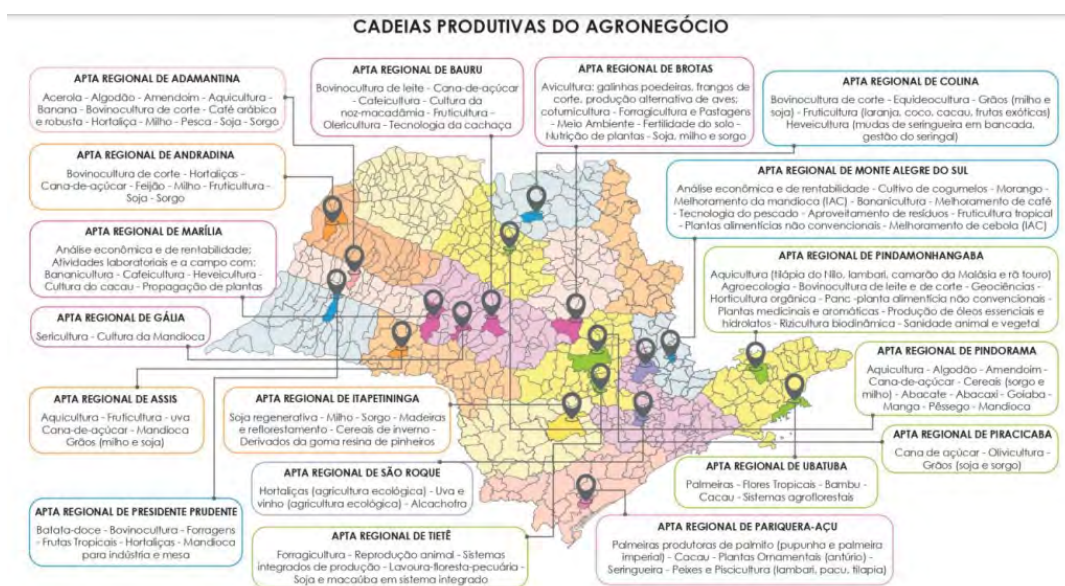 CADEIAS PRODUTIVAS DO AGRONEGÓCIO
APTA REGIONAL DE ADAMANTINA
Acerola - Algodão - Amendoim - Aquicultura -
Banana - Bovinocultura de corte - Café arábica
e robusta - Hortaliça - Milho - Pesca - Soja - Sorgo
APTA REGIONAL DE BAURU
Bovinocultura de leite - Cana-de-açúcar
- Cafeicultura - Cultura da
noz-macadâmia - Fruticultura -
Olericultura - Tecnologia da cachaça
APTA REGIONAL DE BROTAS
Avicultura: galinhas poedeiras, frangos de
corte, produção alternativa de aves;
coturnicultura - Forragicultura e Pastagens
- Meio Ambiente - Fertilidade do solo -
Nutrição de plantas - Soja, milho e sorgo
APTA REGIONAL DE COLINA
Bovinocultura de corte - Equideocultura - Grãos (milho e
soja) - Fruticultura (laranja, coco, cacau, frutas exóticas)
Heveicultura (mudas de seringueira em bancada,
gestão do seringal)
APTA REGIONAL DE ANDRADINA
Bovinocultura de corte - Hortaliças -
Cana-de-açúcar - Feijão - Milho - Fruticultura -
Soja - Sorgo
APTA REGIONAL DE MONTE ALEGRE DO SUL
Análise econômica e de rentabilidade - Cultivo de cogumelos - Morango -
Melhoramento da mandioca (IAC) - Bananicultura - Melhoramento de café
- Tecnologia do pescado - Aproveitamento de resíduos - Fruticultura tropical
- Plantas alimentícias não convencionais - Melhoramento de cebola (IAC)
APTA REGIONAL DE MARÍLIA
Análise econômica e de rentabilidade;
Atividades laboratoriais e a campo com:
Bananicultura - Cafeicultura - Heveicultura -
Cultura do cacau - Propagação de plantas
APTA REGIONAL DE PINDAMONHANGABA
Aquicultura (tilápia do Nilo, lambari, camarão da Malásia e rã touro)
Agroecologia - Bovinocultura de leite e de corte - Geociências -
Horticultura orgânica - Panc -planta alimentícia não convencionais -
Plantas medicinais e aromáticas - Produção de óleos essenciais e
hidrolatos - Rizicultura biodinâmica - Sanidade animal e vegetal
APTA REGIONAL DE GÁLIA
Sericultura - Cultura da Mandioca
APTA REGIONAL DE PINDORAMA
Aquicultura - Algodão - Amendoim -
Cana-de-açúcar - Cereais (sorgo e
milho) - Abacate - Abacaxi - Goiaba -
Manga - Pêssego - Mandioca
APTA REGIONAL DE ASSIS
Aquicultura - Fruticultura - uva
Cana-de-açúcar - Mandioca
Grãos (milho e soja)
APTA REGIONAL DE ITAPETININGA
Soja regenerativa - Milho - Sorgo - Madeiras
e reflorestamento - Cereais de inverno -
Derivados da goma resina de pinheiros
APTA REGIONAL DE PIRACICABA
Cana de açúcar - Olivicultura -
Grãos (soja e sorgo)
APTA REGIONAL DE SÃO ROQUE
Hortaliças (agricultura ecológica) - Uva e
vinho (agricultura ecológica) - Alcachofra
APTA REGIONAL DE UBATUBA
Palmeiras - Flores Tropicais - Bambu -
Cacau - Sistemas agroflorestais
APTA REGIONAL DE PRESIDENTE PRUDENTE
Batata-doce - Bovinocultura - Forragens
- Frutas Tropicais - Hortaliças - Mandioca
para indústria e mesa
APTA REGIONAL DE TIETÊ
Forragicultura - Reprodução animal - Sistemas
integrados de produção - Lavoura-floresta-pecuária -
Soja e macaúba em sistema integrado
APTA REGIONAL DE PARIQUERA-AÇU
Palmeiras produtoras de palmito (pupunha e palmeira
imperial) - Cacau - Plantas Ornamentais (antúrio) -
Seringueira - Peixes e Piscicultura (lambari, pacu, tilapia)